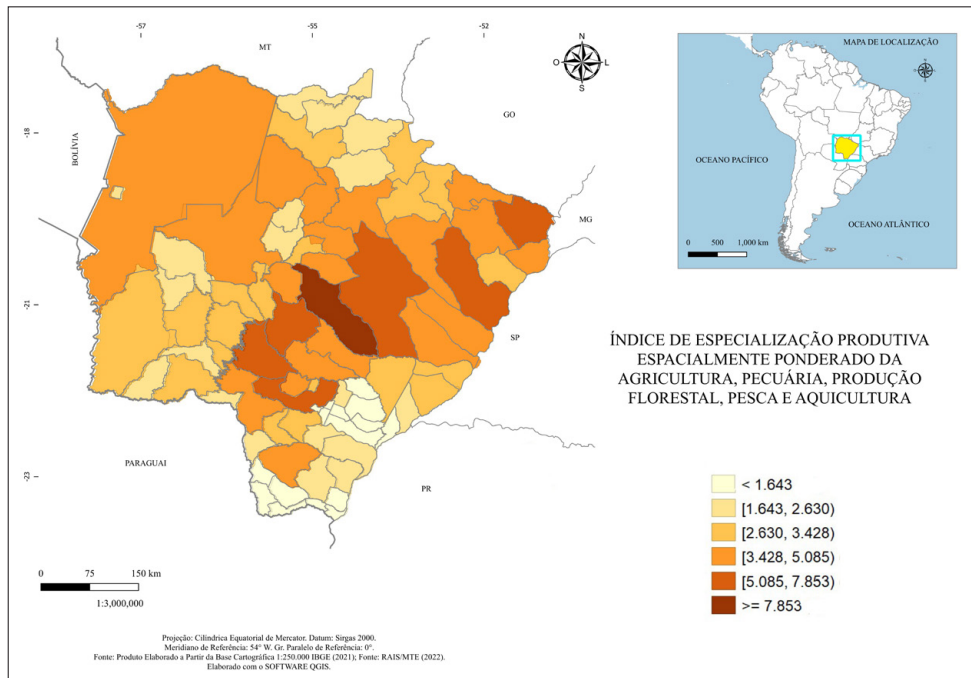 -57
-55
-52
MT
N
O
L
S
GO
-18
BOLÍVIA
MG
-21
SP
PARAGUAI
-23
PR
0 75 150 km
1:3,000,000
Projeção: Cilindrica Equatorial de Mercator. Datum: Sirgas 2000.
Meridiano de Referência: 54° W. Gr. Paralelo de Referência: 0°.
Fonte: Produto Elaborado a Partir da Base Cartográfica 1:250.000 IBGE (2021); Fonte: RAIS/MTE (2022).
Elaborado com o SOFTWARE QGIS.
MAPA DE LOCALIZAÇÃO
OCEANO PACÍFICO
OCEANO ATLÂNTICO
0 500 1,000 km
ÍNDICE DE ESPECIALIZAÇÃO PRODUTIVA
ESPACIALMENTE PONDERADO DA
AGRICULTURA, PECUÁRIA, PRODUÇÃO
FLORESTAL, PESCA E AQUICULTURA
< 1.643
[1.643, 2.630)
[2.630, 3.428)
[3.428, 5.085)
[5.085, 7.853)
>= 7.853